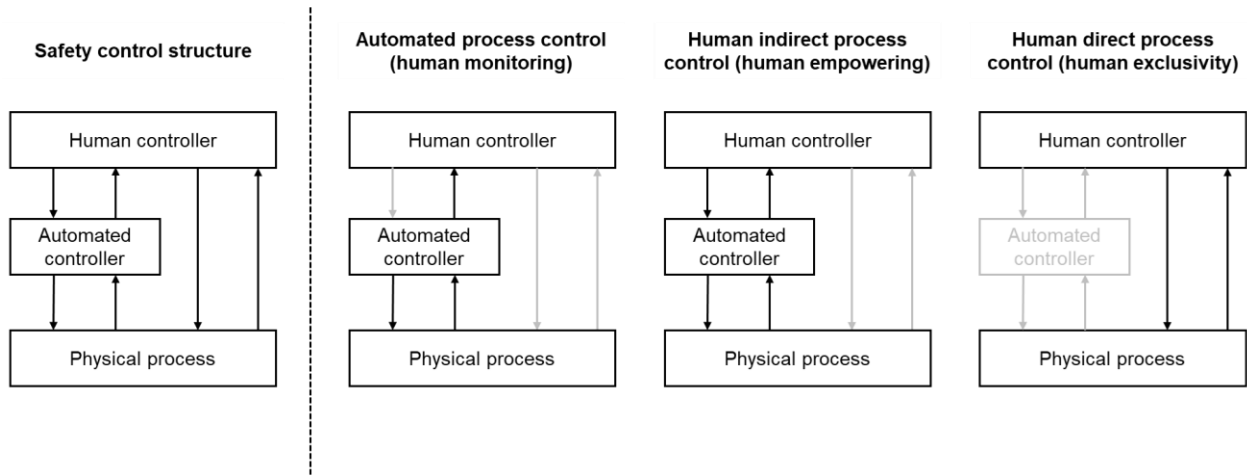 Safety control structure
Automated process control
(human monitoring)
Human indirect process
control (human empowering)
Human direct process
control (human exclusivity)
Human controller
Automated
controller
Physical process
Human controller
Automated
controller
Physical process
Human controller
Automated
controller
Physical process
Human controller
Automated
controller
Physical process